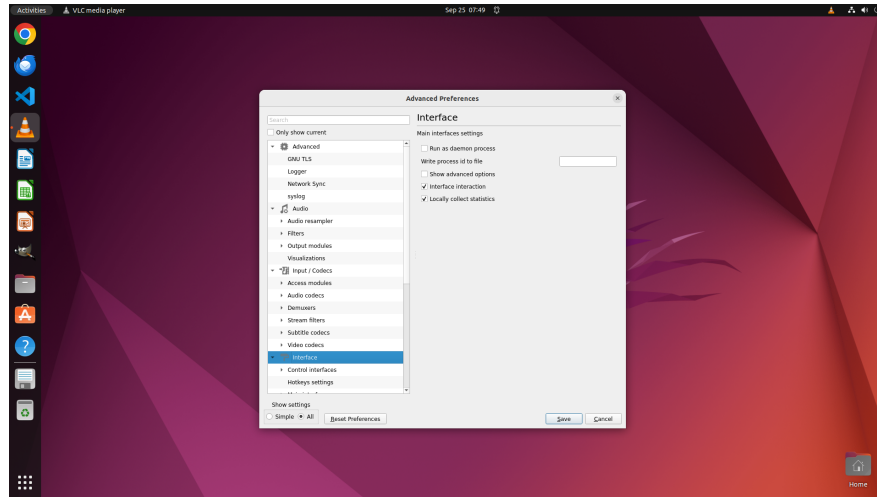 Activities
VLC media player
Sep 25 07:49
Advanced Preferences
Search
Only show current
Advanced
GNU TLS
Logger
Network Sync
syslog
Audio
Audio resampler
Filters
Output modules
Visualizations
Input / Codecs
Access modules
Audio codecs
Demuxers
Stream filters
Subtitle codecs
Video codecs
Interface
Control interfaces
Hotkeys settings
Show settings
Simple
All
Reset Preferences
Interface
Main interfaces settings
Run as daemon process
Write process id to file
Show advanced options
Interface interaction
Locally collect statistics
Save
Cancel
Home